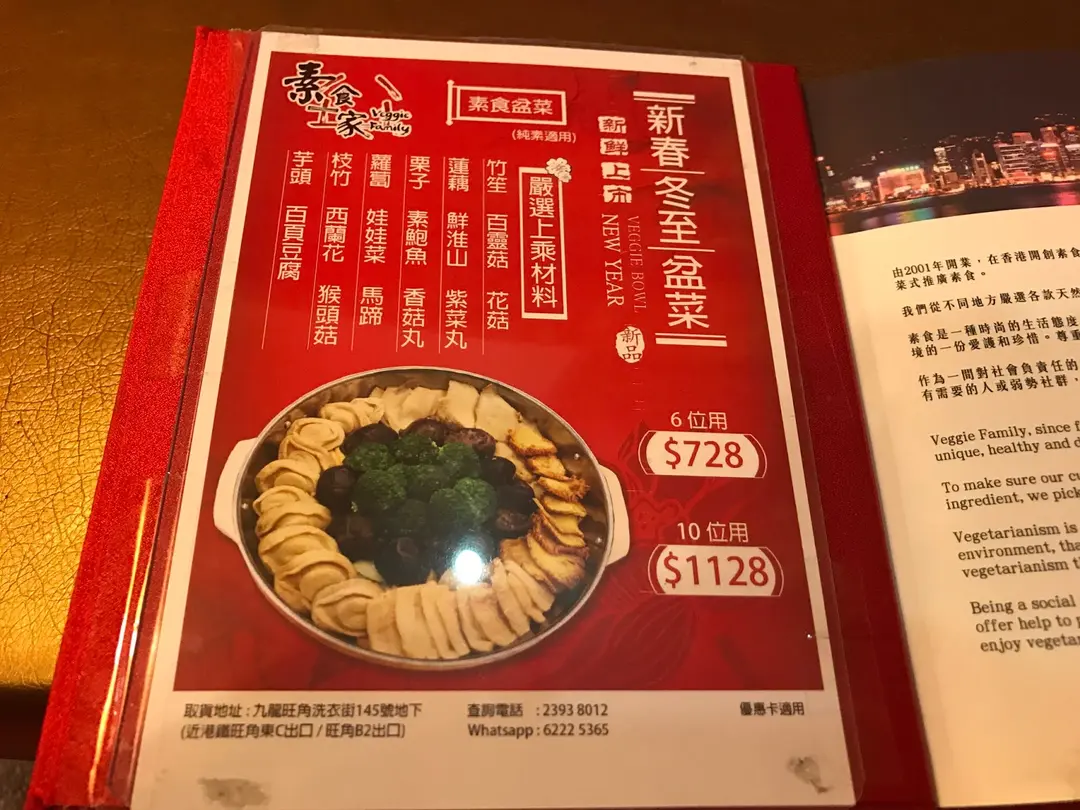 素食之家
Veggie
Family
素食盆菜
(純素適用)
新春冬至盆菜
新鮮上市
VEGGIE BOWL
NEW YEAR
新品
嚴選上乘材料
竹笙 百靈菇 花菇
蓮藕 鮮淮山 紫菜丸
栗子 素鮑魚 香菇丸
蘿蔔 娃娃菜 馬蹄
枝竹 西蘭花 猴頭菇
芋頭 百頁豆腐
6 位用
$728
10 位用
$1128
取貨地址：九龍旺角洗衣街145號地下
(近港鐵旺角東C出口 / 旺角B2出口)
查詢電話 : 2393 8012
Whatsapp : 6222 5365
優惠卡適用
由2001年開業，在香港開創素食
菜式推廣素食。
我們從不同地方嚴選各款天然
素食是一種時尚的生活態度
境的一份愛護和珍惜。尊重
作為一間對社會負責任的
有需要的人或弱勢社群，
Veggie Family, since
unique, healthy and
To make sure our
ingredient, we pick
Vegetarianism is
environment, tha
vegetarianism
Being a social
offer help to
enjoy vegeta